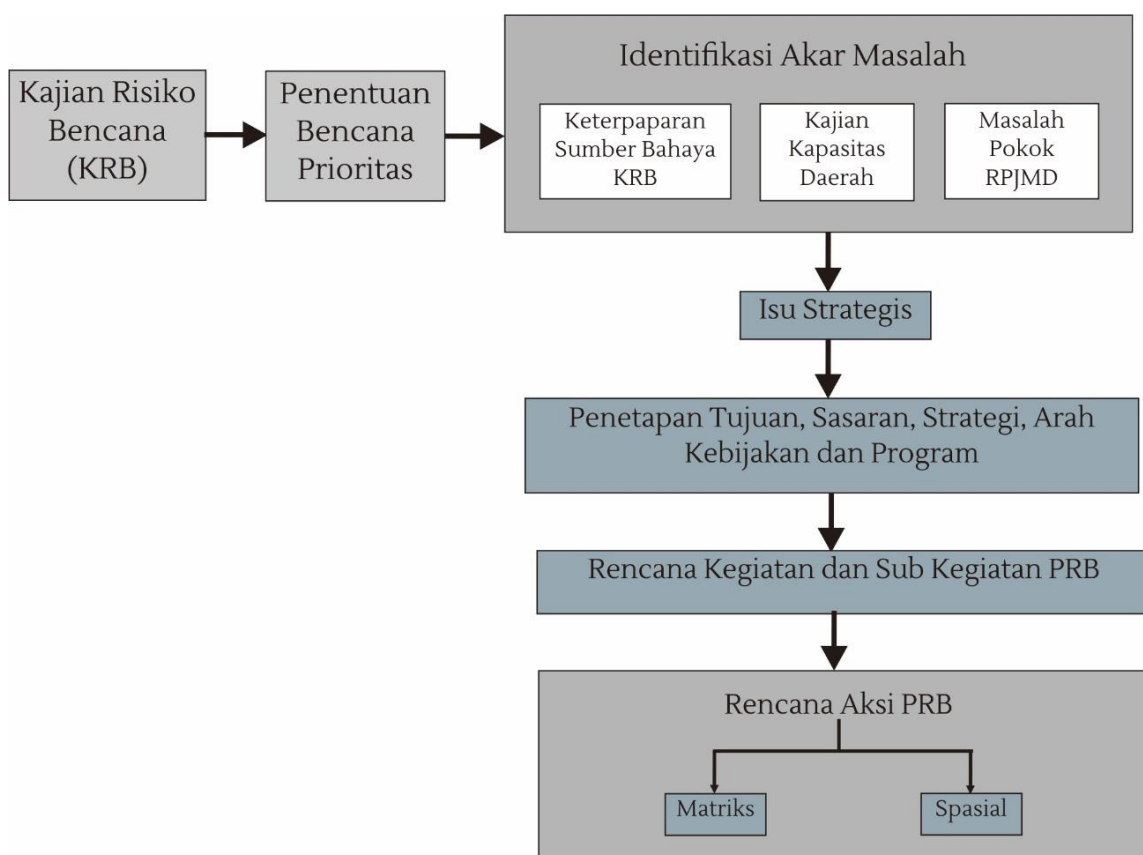 Kajian Risiko
Bencana
(KRB)
Penentuan
Bencana
Prioritas
Identifikasi Akar Masalah
Keterpaparan
Sumber Bahaya
KRB
Kajian
Kapasitas
Daerah
Masalah
Pokok
RPJMD
Isu Strategis
Penetapan Tujuan, Sasaran, Strategi, Arah
Kebijakan dan Program
Rencana Kegiatan dan Sub Kegiatan PRB
Rencana Aksi PRB
Matriks
Spasial